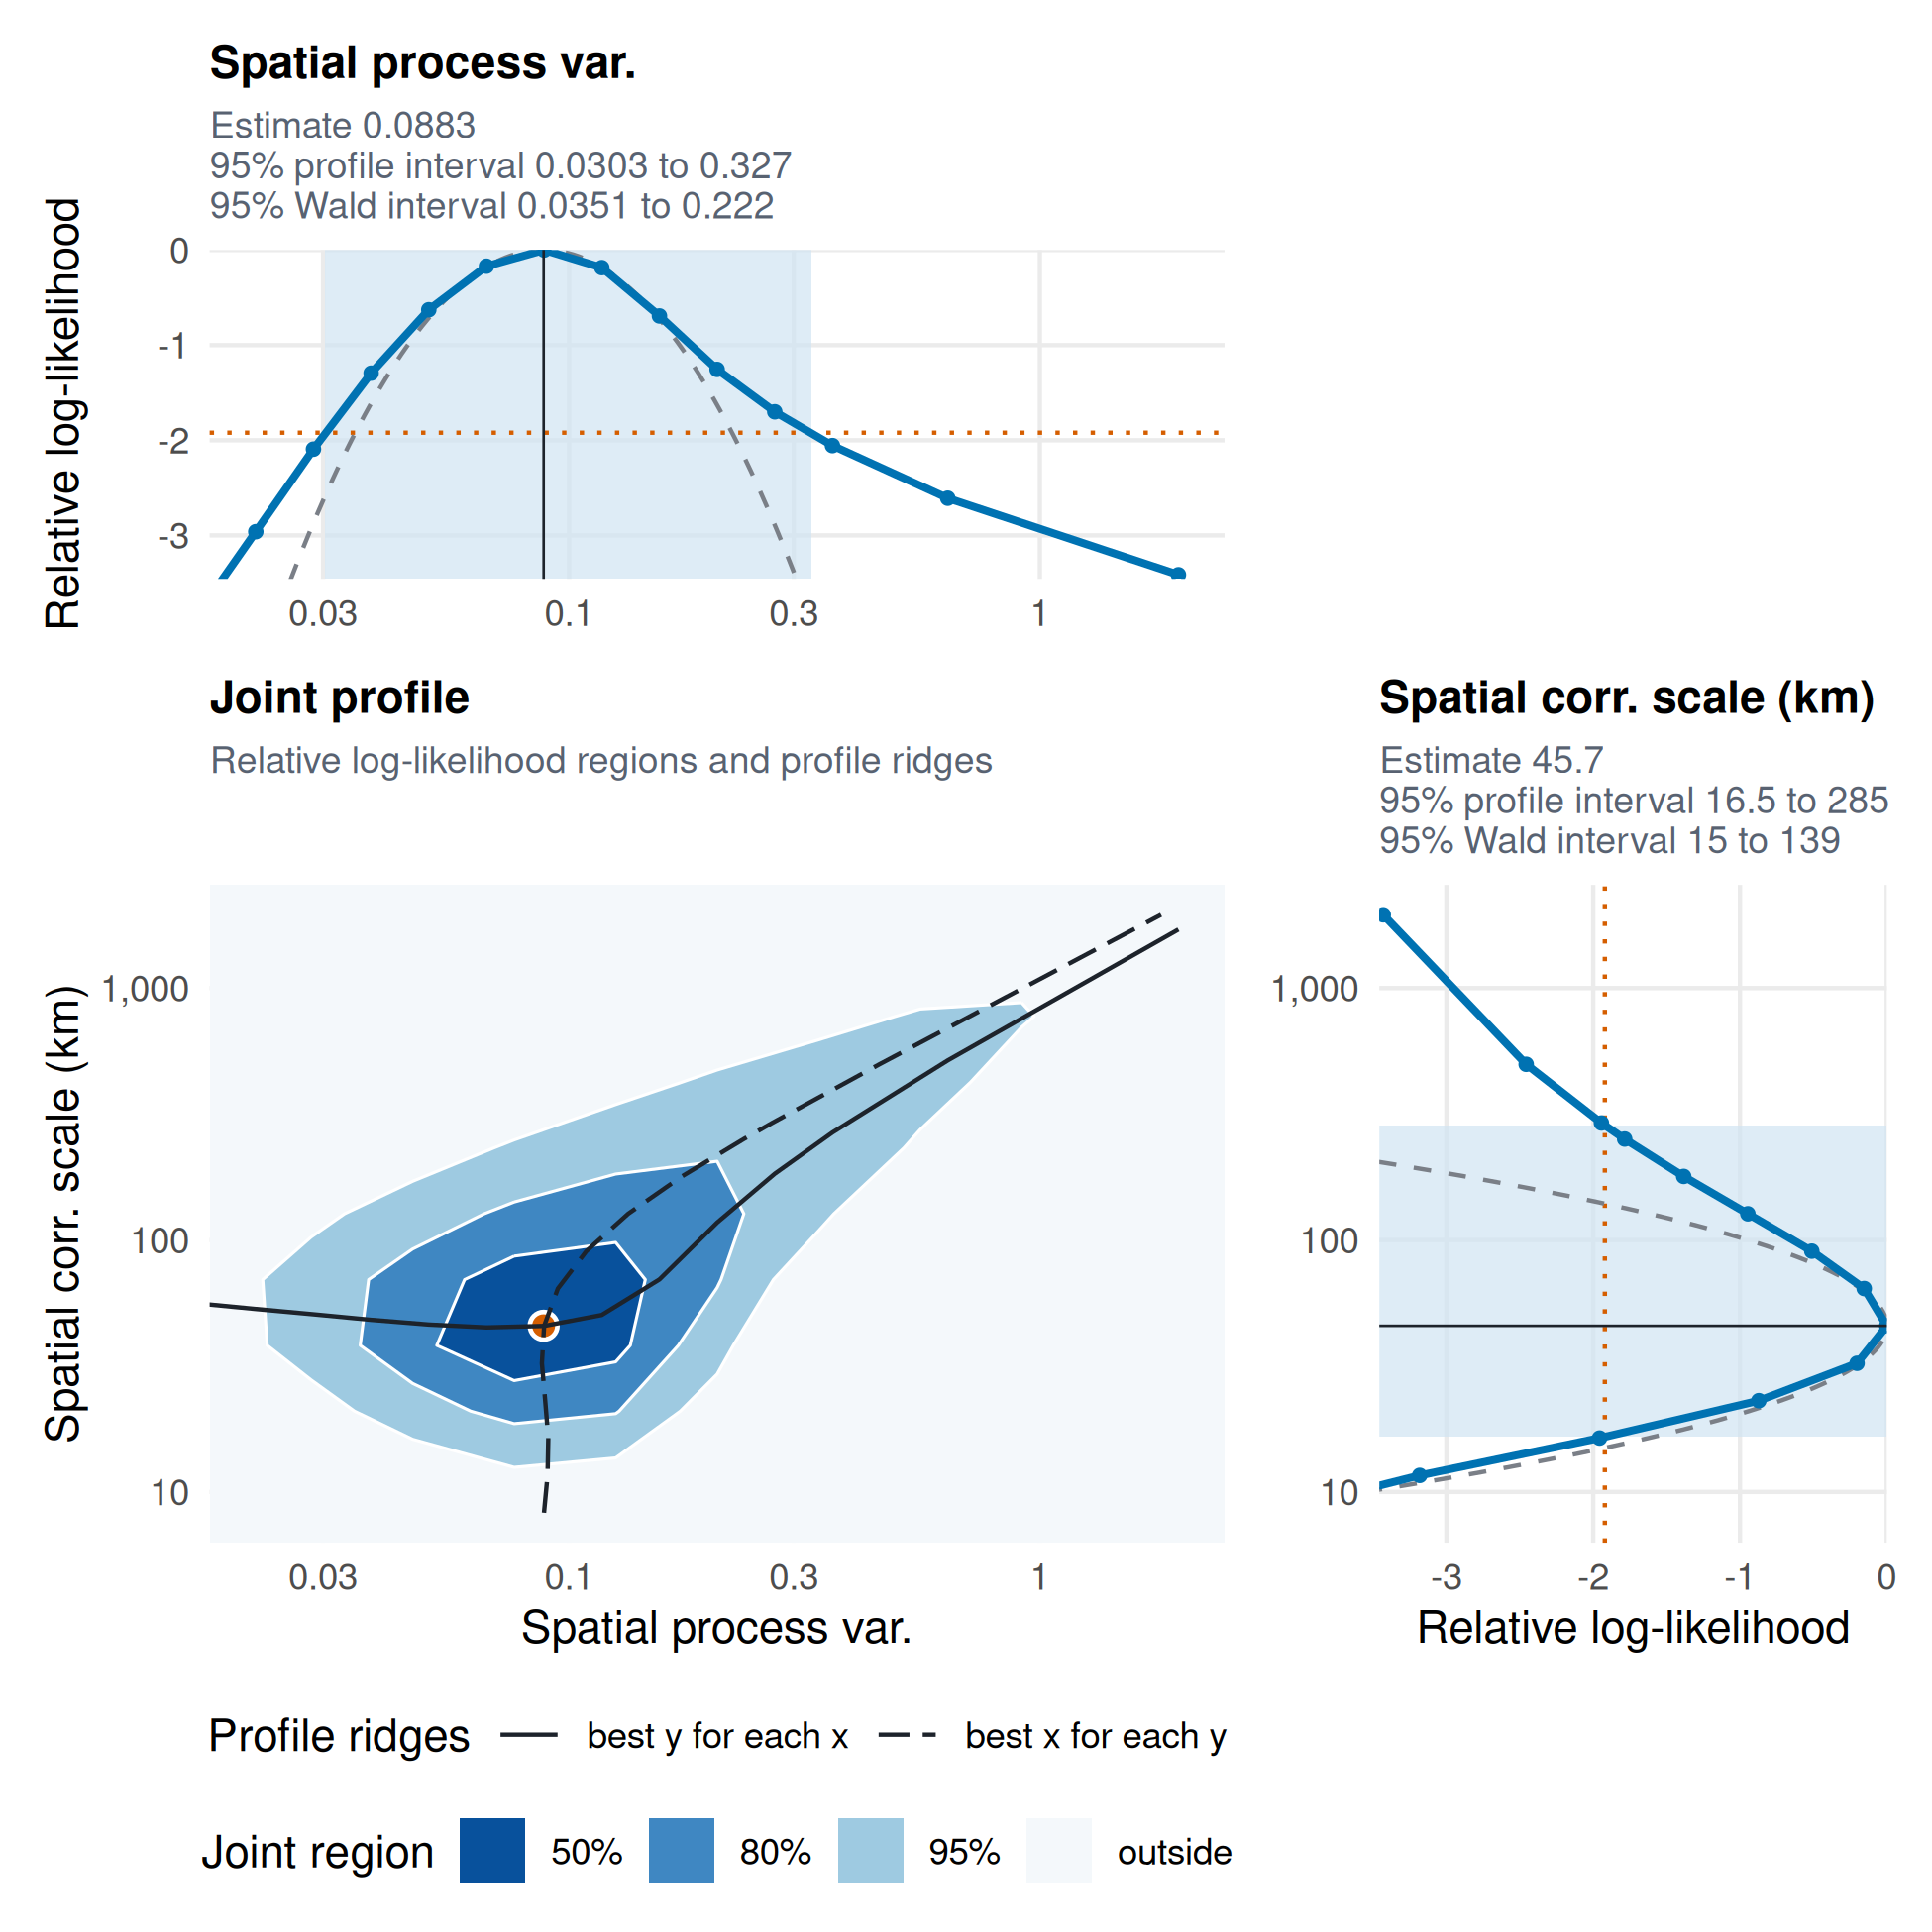 Spatial process var.
Estimate 0.0883
95% profile interval 0.0303 to 0.327
95% Wald interval 0.0351 to 0.222
Relative log-likelihood
0
-1
-2
-3
0.03 0.1 0.3 1
Joint profile
Relative log-likelihood regions and profile ridges
Spatial corr. scale (km)
1,000
100
10
0.03 0.1 0.3 1
Spatial process var.
Spatial corr. scale (km)
Estimate 45.7
95% profile interval 16.5 to 285
95% Wald interval 15 to 139
1,000
100
10
-3 -2 -1 0
Relative log-likelihood
Profile ridges best y for each x best x for each y
Joint region 50% 80% 95% outside